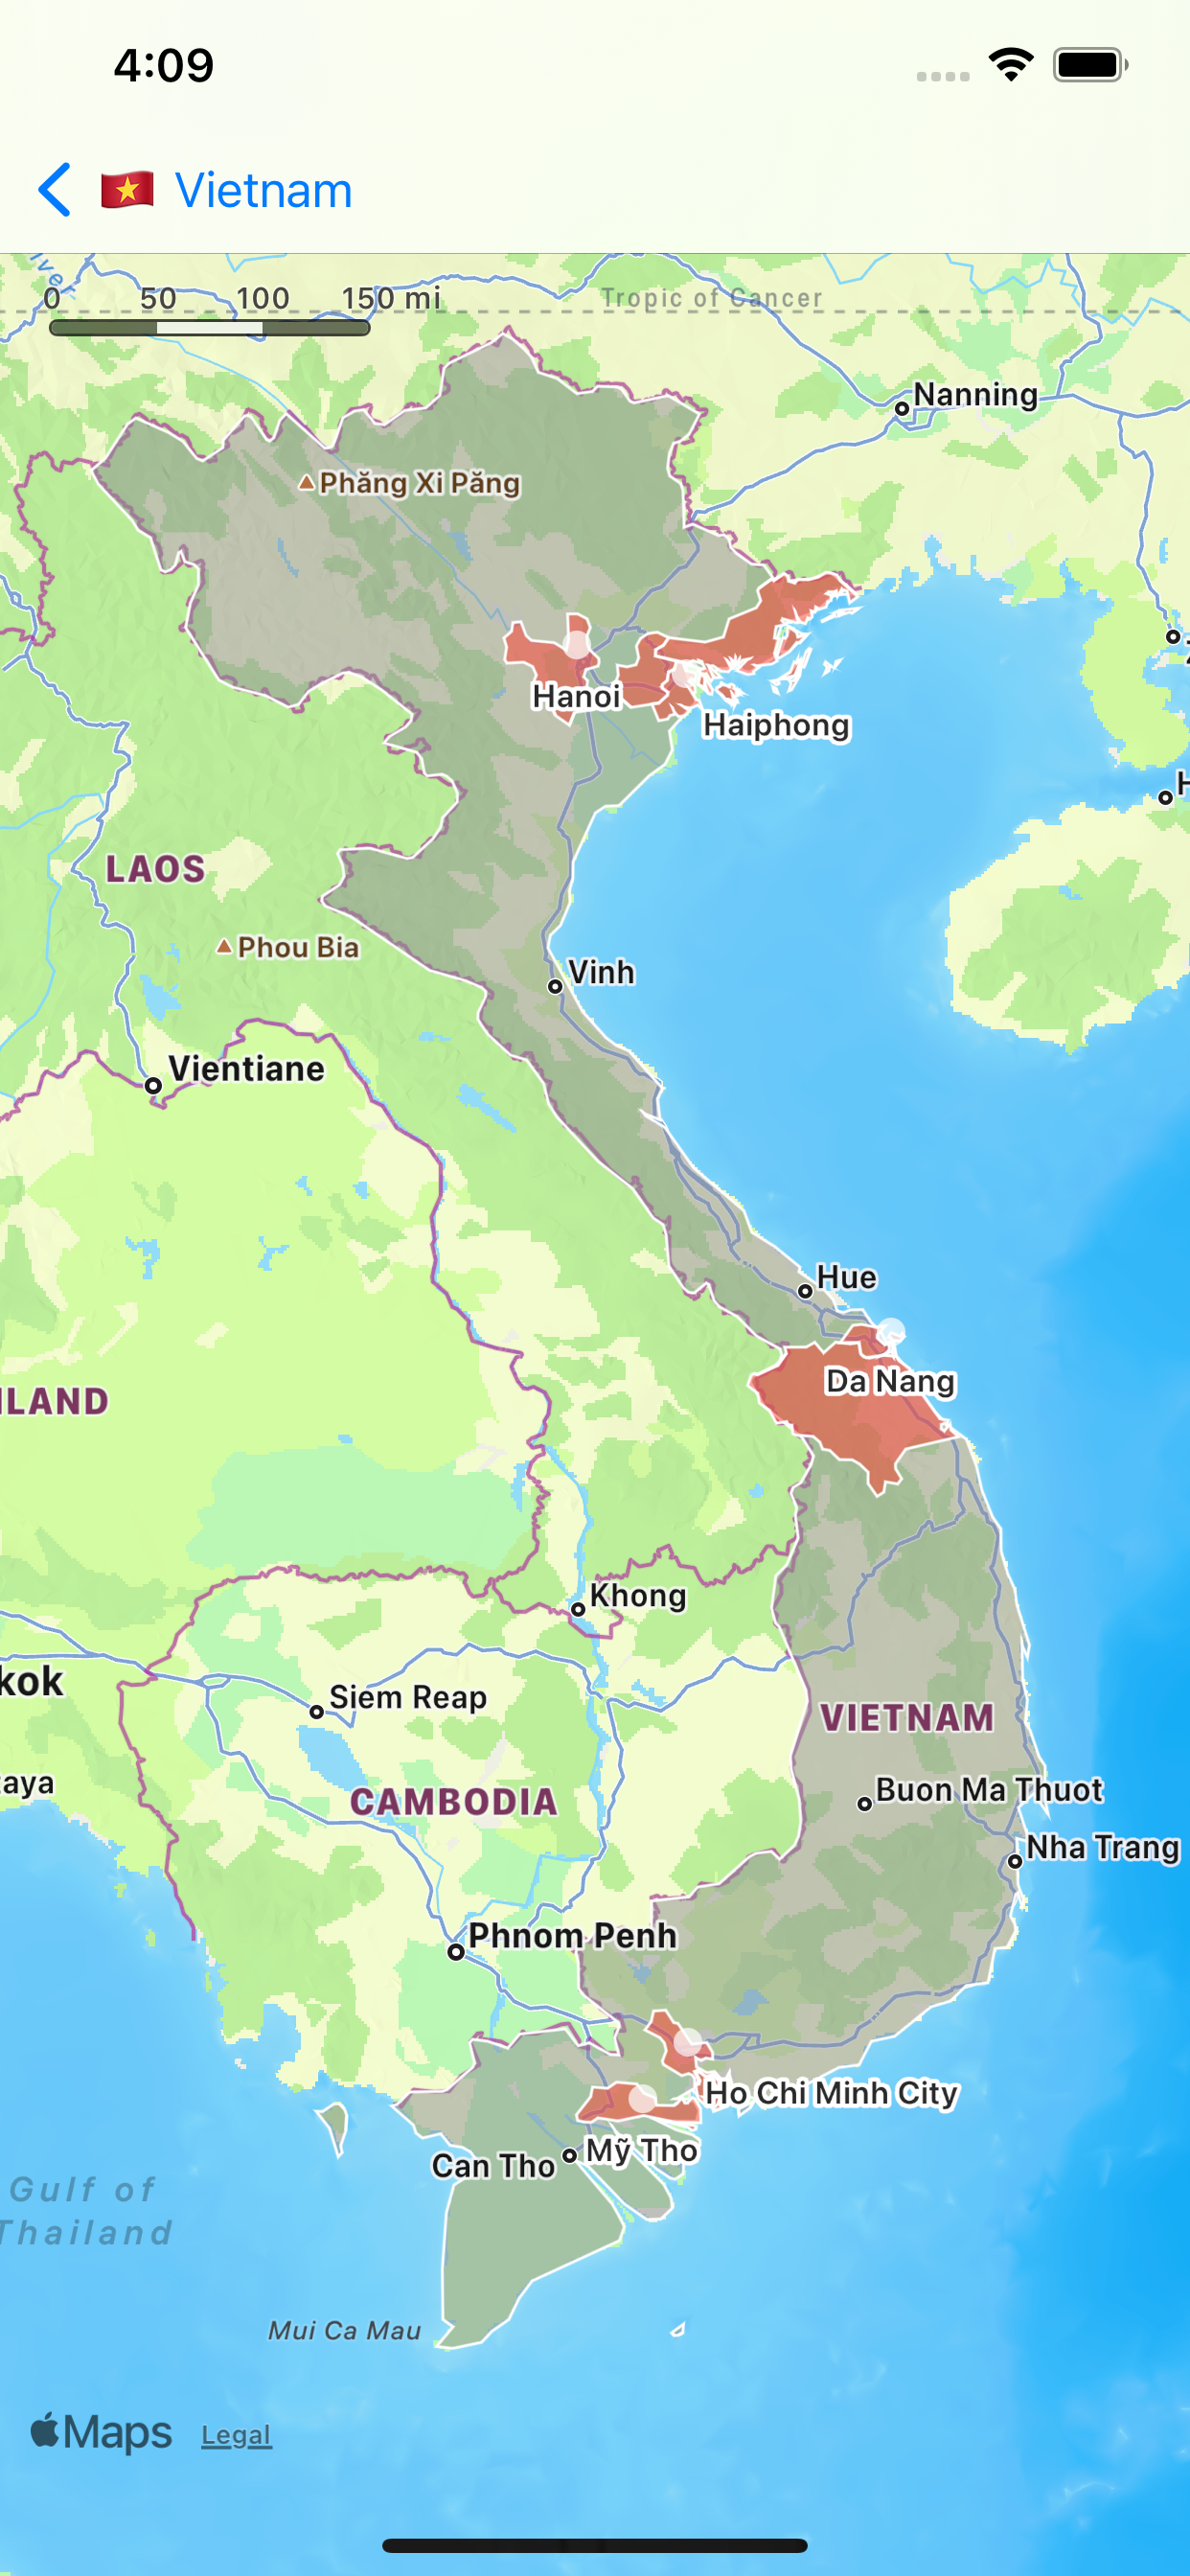 4:09
Vietnam
0 50 100 150 mi
Tropic of Cancer
Nanning
Phăng Xi Păng
Hanoi
Haiphong
LAOS
Phou Bia
Vinh
Vientiane
Hue
Da Nang
ILAND
Khong
kok
Siem Reap
VIETNAM
aya
CAMBODIA
Buon Ma Thuot
Nha Trang
Phnom Penh
Ho Chi Minh City
Mỹ Tho
Can Tho
Gulf of
Thailand
Mui Ca Mau
Maps Legal